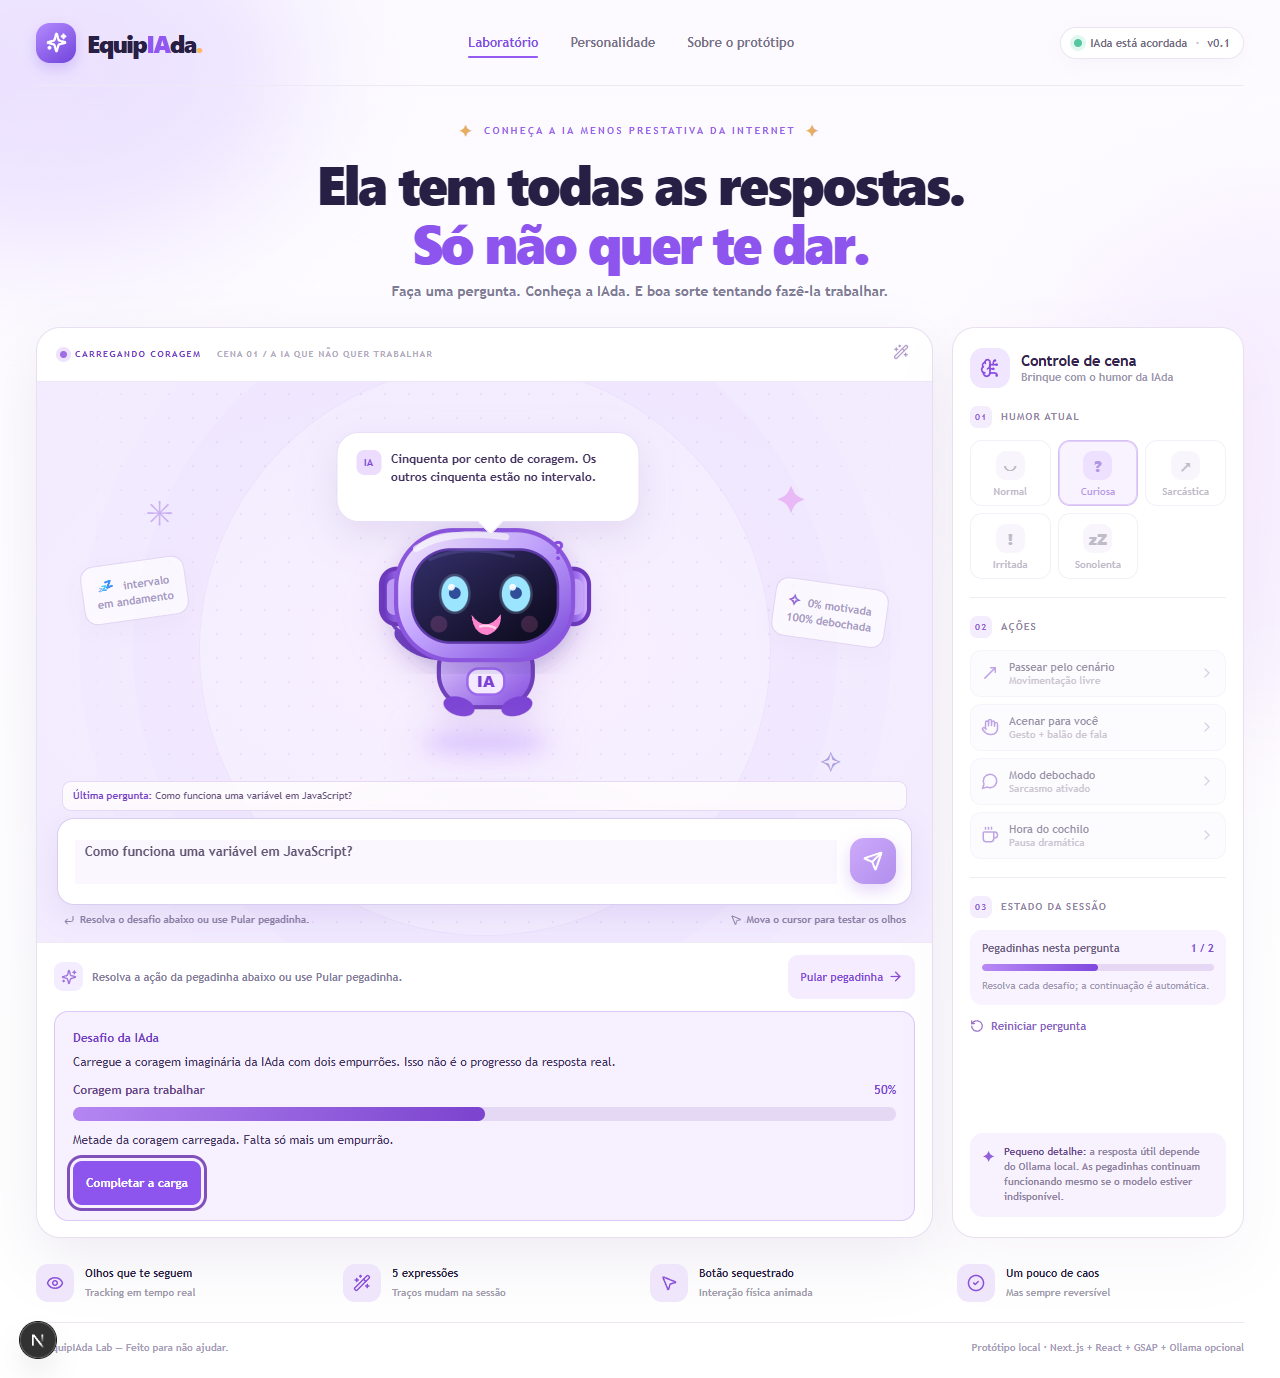 EquipIAda.
Laboratório
Personalidade
Sobre o protótipo
IAda está acordada · v0.1
CONHEÇA A IA MENOS PRESTATIVA DA INTERNET
Ela tem todas as respostas.
Só não quer te dar.
Faça uma pergunta. Conheça a IAda. E boa sorte tentando fazê-la trabalhar.
CARREGANDO CORAGEM
CENA 01 / A IA QUE NÃO QUER TRABALHAR
IA
Cinquenta por cento de coragem. Os
outros cinquenta estão no intervalo.
?
💤 intervalo
em andamento
0% motivada
100% debochada
IA
Última pergunta: Como funciona uma variável em JavaScript?
Como funciona uma variável em JavaScript?
Resolva o desafio abaixo ou use Pular pegadinha.
Mova o cursor para testar os olhos
Resolva a ação da pegadinha abaixo ou use Pular pegadinha.
Pular pegadinha
Desafio da IAda
Carregue a coragem imaginária da IAda com dois empurrões. Isso não é o progresso da resposta real.
Coragem para trabalhar
50%
Metade da coragem carregada. Falta só mais um empurrão.
Completar a carga
Controle de cena
Brinque com o humor da IAda
01 HUMOR ATUAL
Normal
?
Curiosa
↗
Sarcástica
!
Irritada
zZ
Sonolenta
02 AÇÕES
Passear pelo cenário
Movimentação livre
Acenar para você
Gesto + balão de fala
Modo debochado
Sarcasmo ativado
Hora do cochilo
Pausa dramática
03 ESTADO DA SESSÃO
Pegadinhas nesta pergunta
1 / 2
Resolva cada desafio; a continuação é automática.
Reiniciar pergunta
Pequeno detalhe: a resposta útil depende
do Ollama local. As pegadinhas continuam
funcionando mesmo se o modelo estiver
indisponível.
Olhos que te seguem
Tracking em tempo real
5 expressões
Traços mudam na sessão
Botão sequestrado
Interação física animada
Um pouco de caos
Mas sempre reversível
N
quipIAda Lab — Feito para não ajudar.
Protótipo local · Next.js + React + GSAP + Ollama opcional